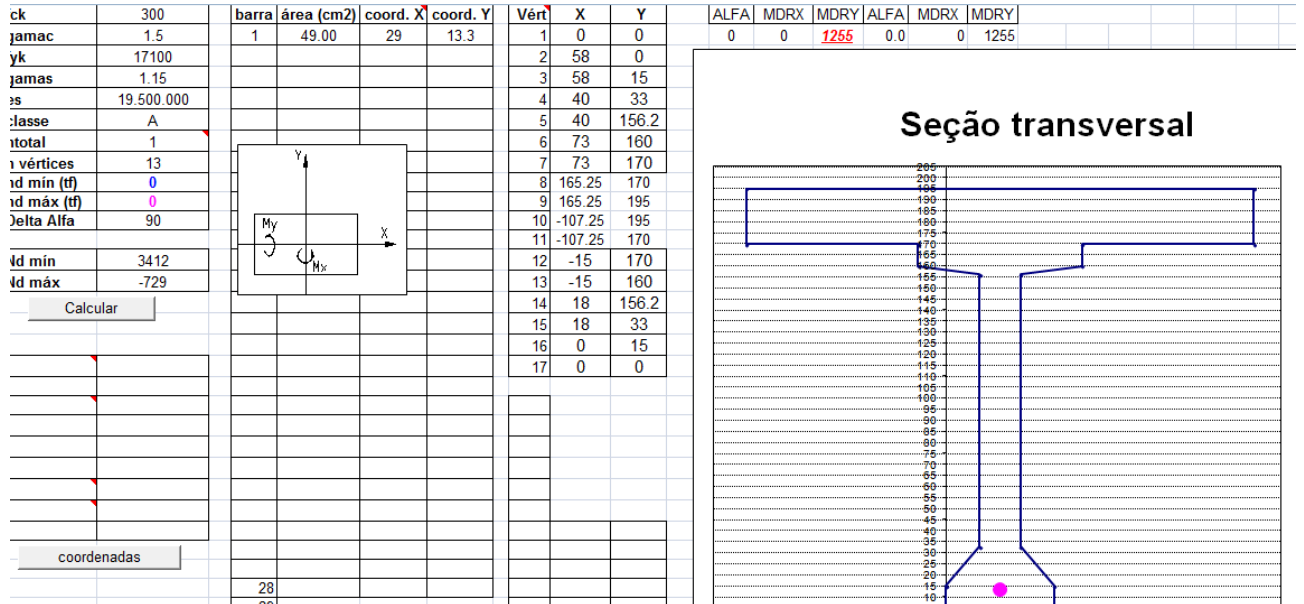 ck 300 barra área (cm2) coord. X coord. Y Vért X Y ALFA MDRX MDRY ALFA MDRX MDRY
gamac 1.5 1 49.00 29 13.3 1 0 0 0 0 1255 0.0 0 1255
yk 17100 2 58 0
gamas 1.15 3 58 15
es 19.500.000 4 40 33
classe A 5 40 156.2
ntotal 1 6 73 160
n vértices 13 7 73 170
nd mín (tf) 0 8 165.25 170
nd máx (tf) 0 9 165.25 195
Delta Alfa 90 10 -107.25 195
11 -107.25 170
Nd mín 3412 12 -15 170
Nd máx -729 13 -15 160
Calcular 14 18 156.2
15 18 33
16 0 15
17 0 0
Y
My
X
Mx
coordenadas
28
Seção transversal
205
200
195
190
185
180
175
170
165
160
155
150
145
140
135
130
125
120
115
110
105
100
95
90
85
80
75
70
65
60
55
50
45
40
35
30
25
20
15
10